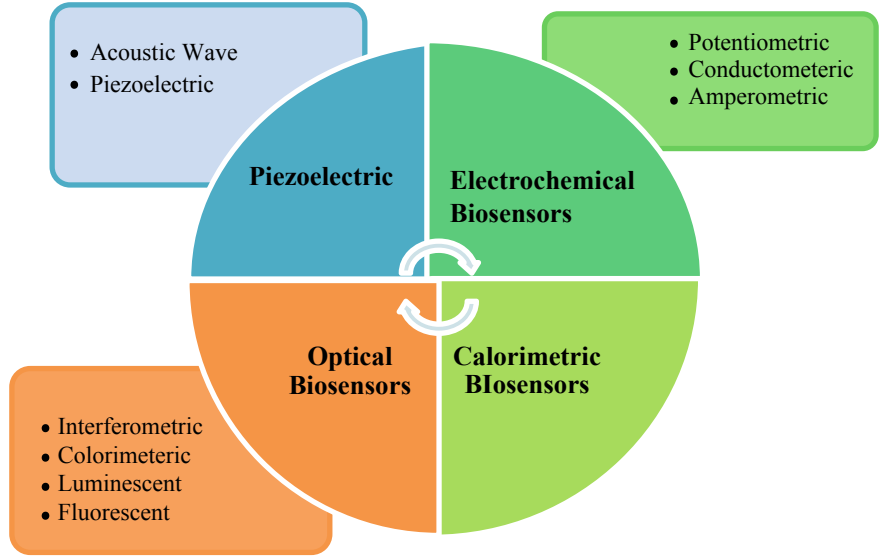 • Acoustic Wave
• Piezoelectric
• Potentiometric
• Conductometeric
• Amperometric
Piezoelectric
Electrochemical
Biosensors
Optical
Biosensors
Calorimetric
BIosensors
• Interferometric
• Colorimeteric
• Luminescent
• Fluorescent